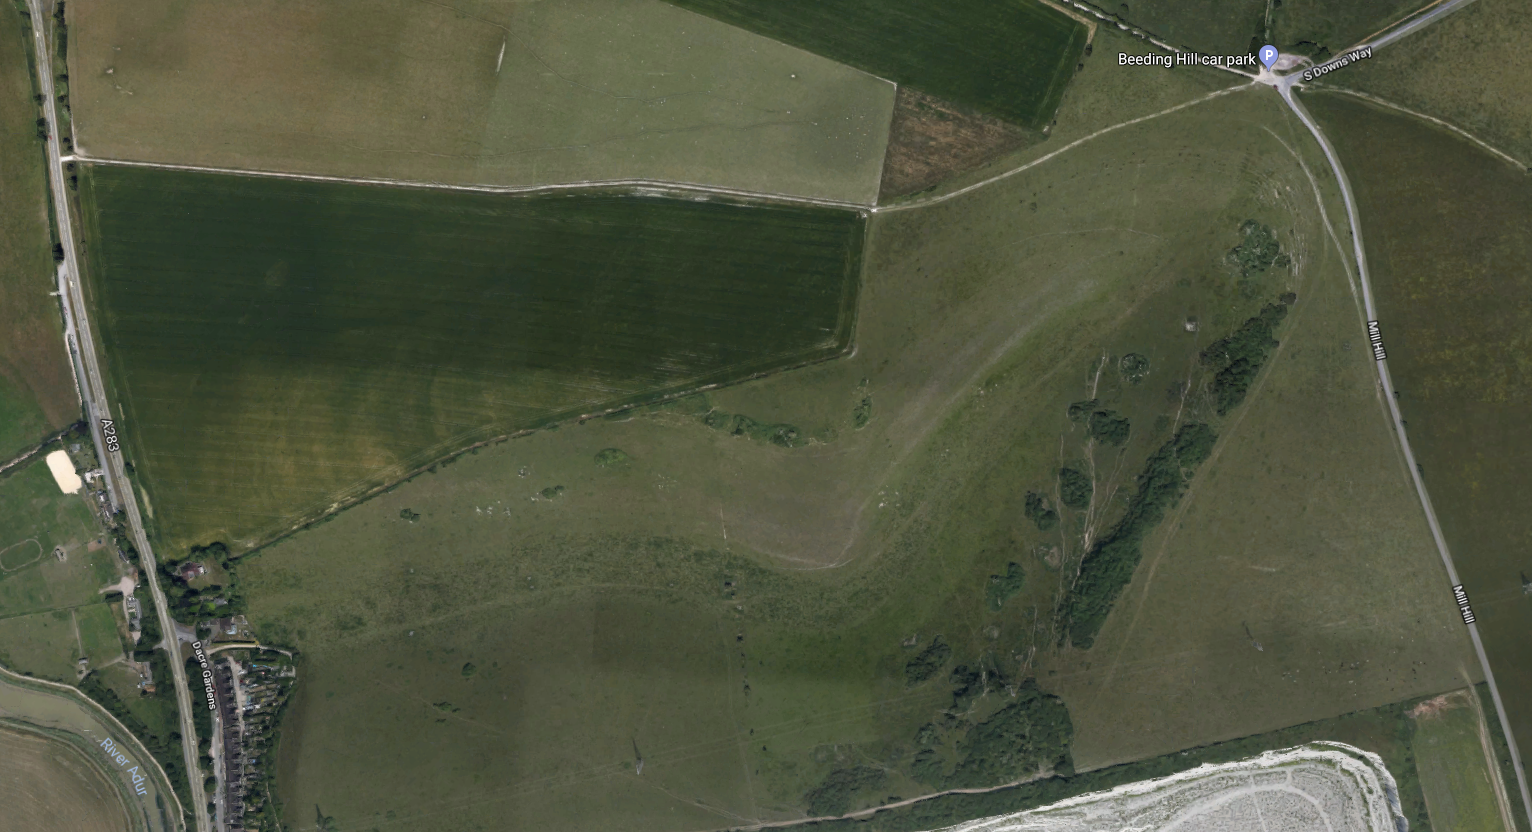 Beeding Hill car park
P
S Downs Way
Mill Hill
A283
Mill Hill
Dacre Gardens
River Adur